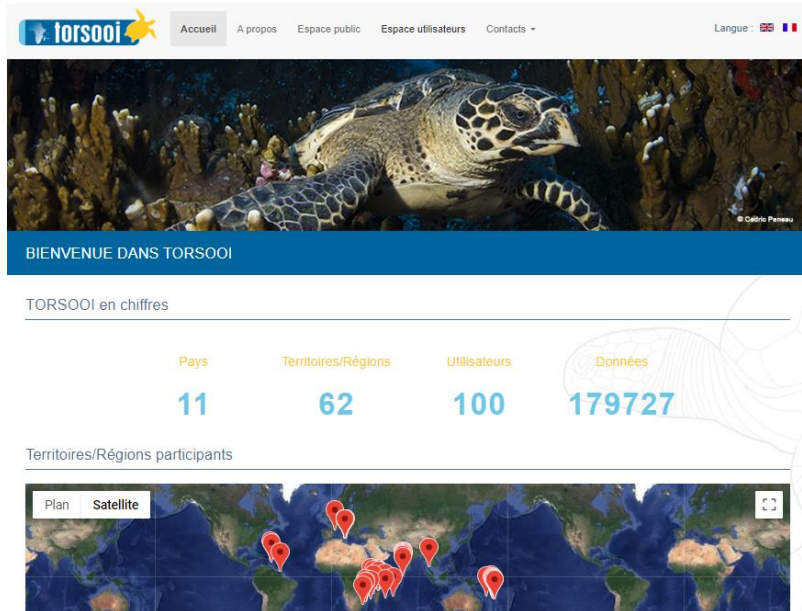 torsooi Accueil A propos Espace public Espace utilisateurs Contacts Langue :
© Cédric Peneau
BIENVENUE DANS TORSOOI
TORSOOI en chiffres
Pays Territoires/Régions Utilisateurs Données
11 62 100 179727
Territoires/Régions participants
Plan Satellite